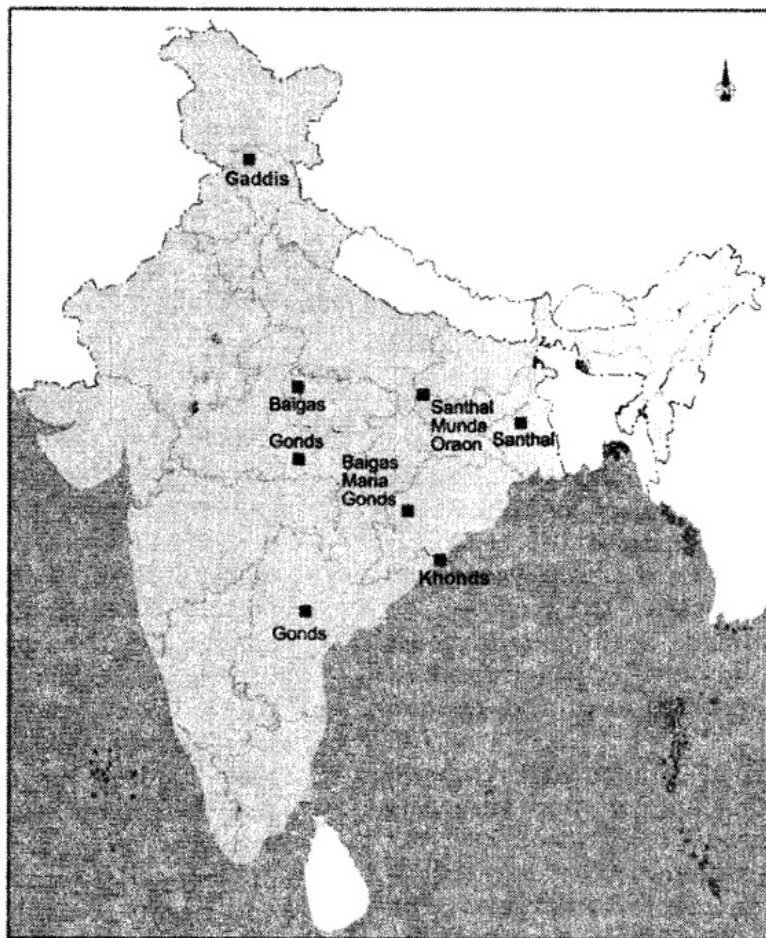 Gaddis
Baigas
Santhal
Munda
Oraon
Santhal
Gonds
Baigas
Maria
Gonds
Khonds
Gonds